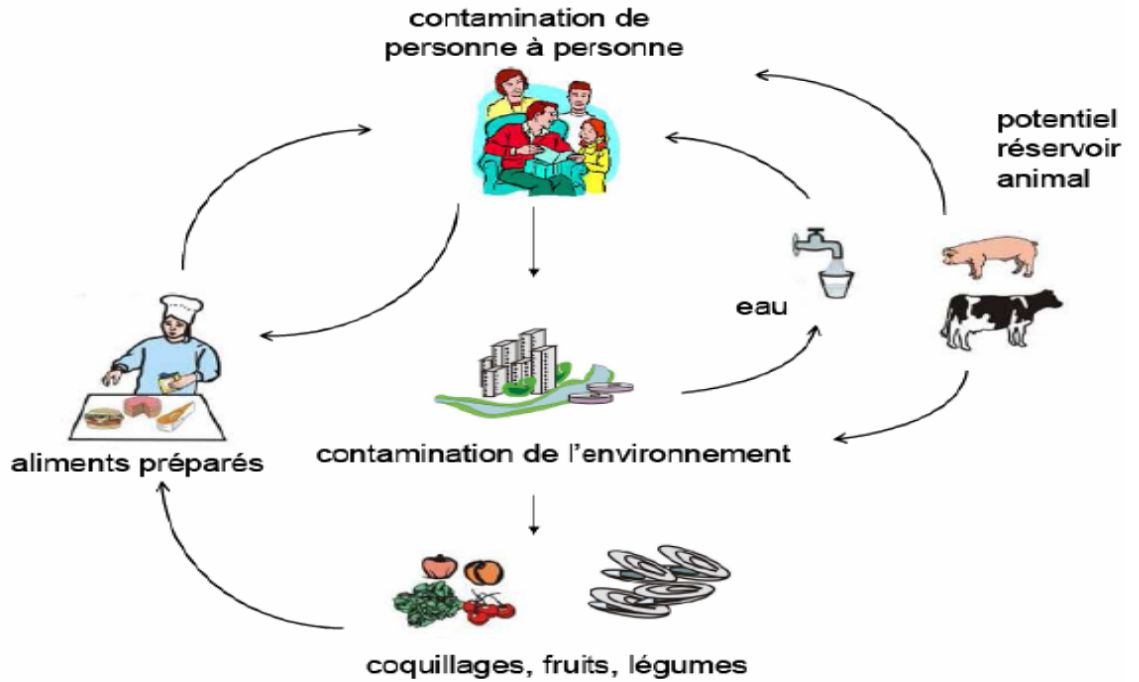 contamination de
personne à personne
potentiel
réservoir
animal
eau
aliments préparés
contamination de l'environnement
coquillages, fruits, légumes